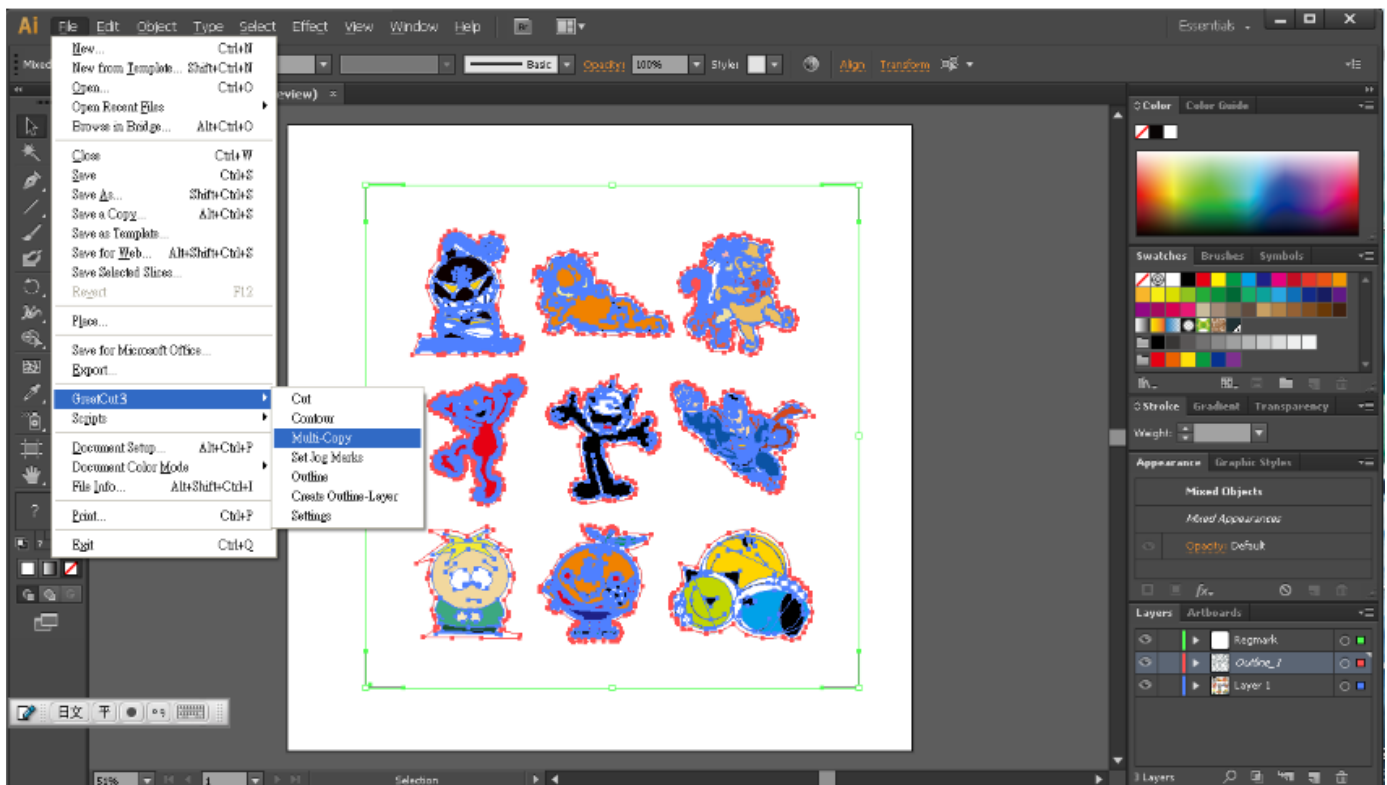 Ai File Edit Object Type Select Effect View Window Help Br
Essentials
Mixed
Basic Opacity: 100% Style: Align Transform
eview) ×
New... Ctrl+N
New from Template... Shift+Ctrl+N
Open... Ctrl+O
Open Recent Files
Browse in Bridge... Alt+Ctrl+O
Close Ctrl+W
Save Ctrl+S
Save As... Shift+Ctrl+S
Save a Copy... Alt+Ctrl+S
Save as Template...
Save for Web... Alt+Shift+Ctrl+S
Save Selected Slices...
Revert F12
Place...
Save for Microsoft Office...
Export...
GreatCut3
Scripts
Document Setup... Alt+Ctrl+P
Document Color Mode
File Info... Alt+Shift+Ctrl+I
Print... Ctrl+P
Exit Ctrl+Q
Cut
Contour
Multi-Copy
Set Jog Marks
Outline
Create Outline-Layer
Settings
Color Color Guide
Swatches Brushes Symbols
Stroke Gradient Transparency
Weight:
Appearance Graphic Styles
Mixed Objects
Mixed Appearances
Opacity: Default
fx
Layers Artboards
Regmark
Outline_1
Layer 1
3 Layers
日文 平
51% 1 Selection